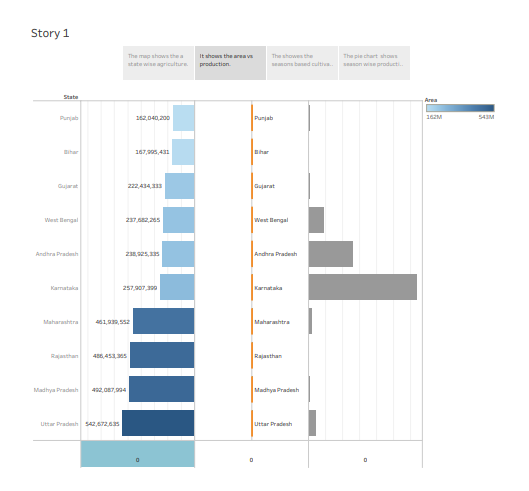 Story 1
The map shows the a
state wise agriculture.
It shows the area vs
production.
The showes the
seasons based cultiva..
The pie chart shows
season wise producti..
State
Area
162M 543M
Punjab 162,040,200 Punjab
Bihar 167,995,431 Bihar
Gujarat 222,434,333 Gujarat
West Bengal 237,682,265 West Bengal
Andhra Pradesh 238,925,335 Andhra Pradesh
Karnataka 257,907,399 Karnataka
Maharashtra 461,939,552 Maharashtra
Rajasthan 486,453,365 Rajasthan
Madhya Pradesh 492,087,994 Madhya Pradesh
Uttar Pradesh 542,672,635 Uttar Pradesh
0 0 0